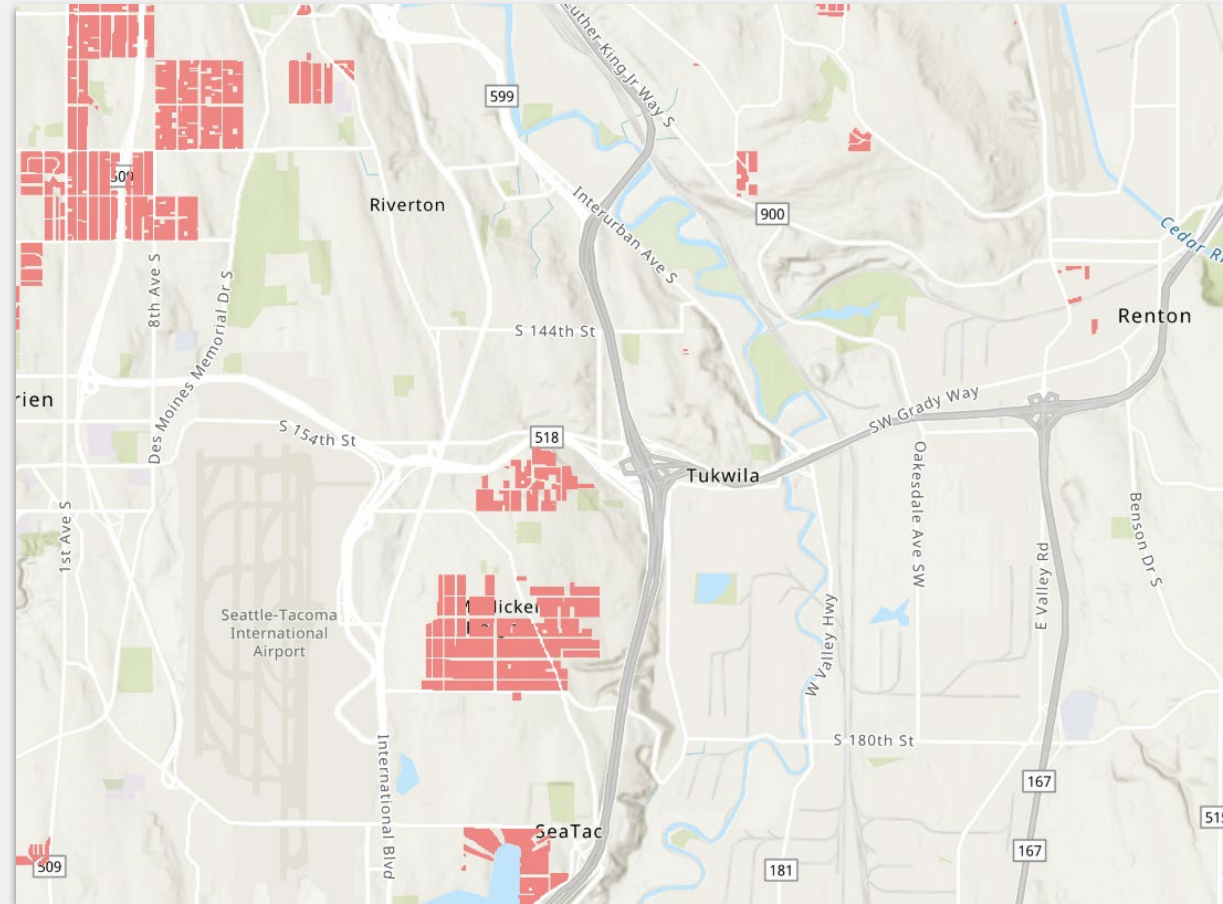 Luther King Jr Way S
599
509
Riverton
900
Interurban Ave S
Cedar Ri
8th Ave S
Des Moines Memorial Dr S
S 144th St
Renton
rien
SW Grady Way
S 154th St
518
Tukwila
Oakesdale Ave SW
Benson Dr S
1st Ave S
E Valley Rd
Seattle-Tacoma
International
Airport
W Valley Hwy
International Blvd
S 180th St
167
515
SeaTac
167
509
181